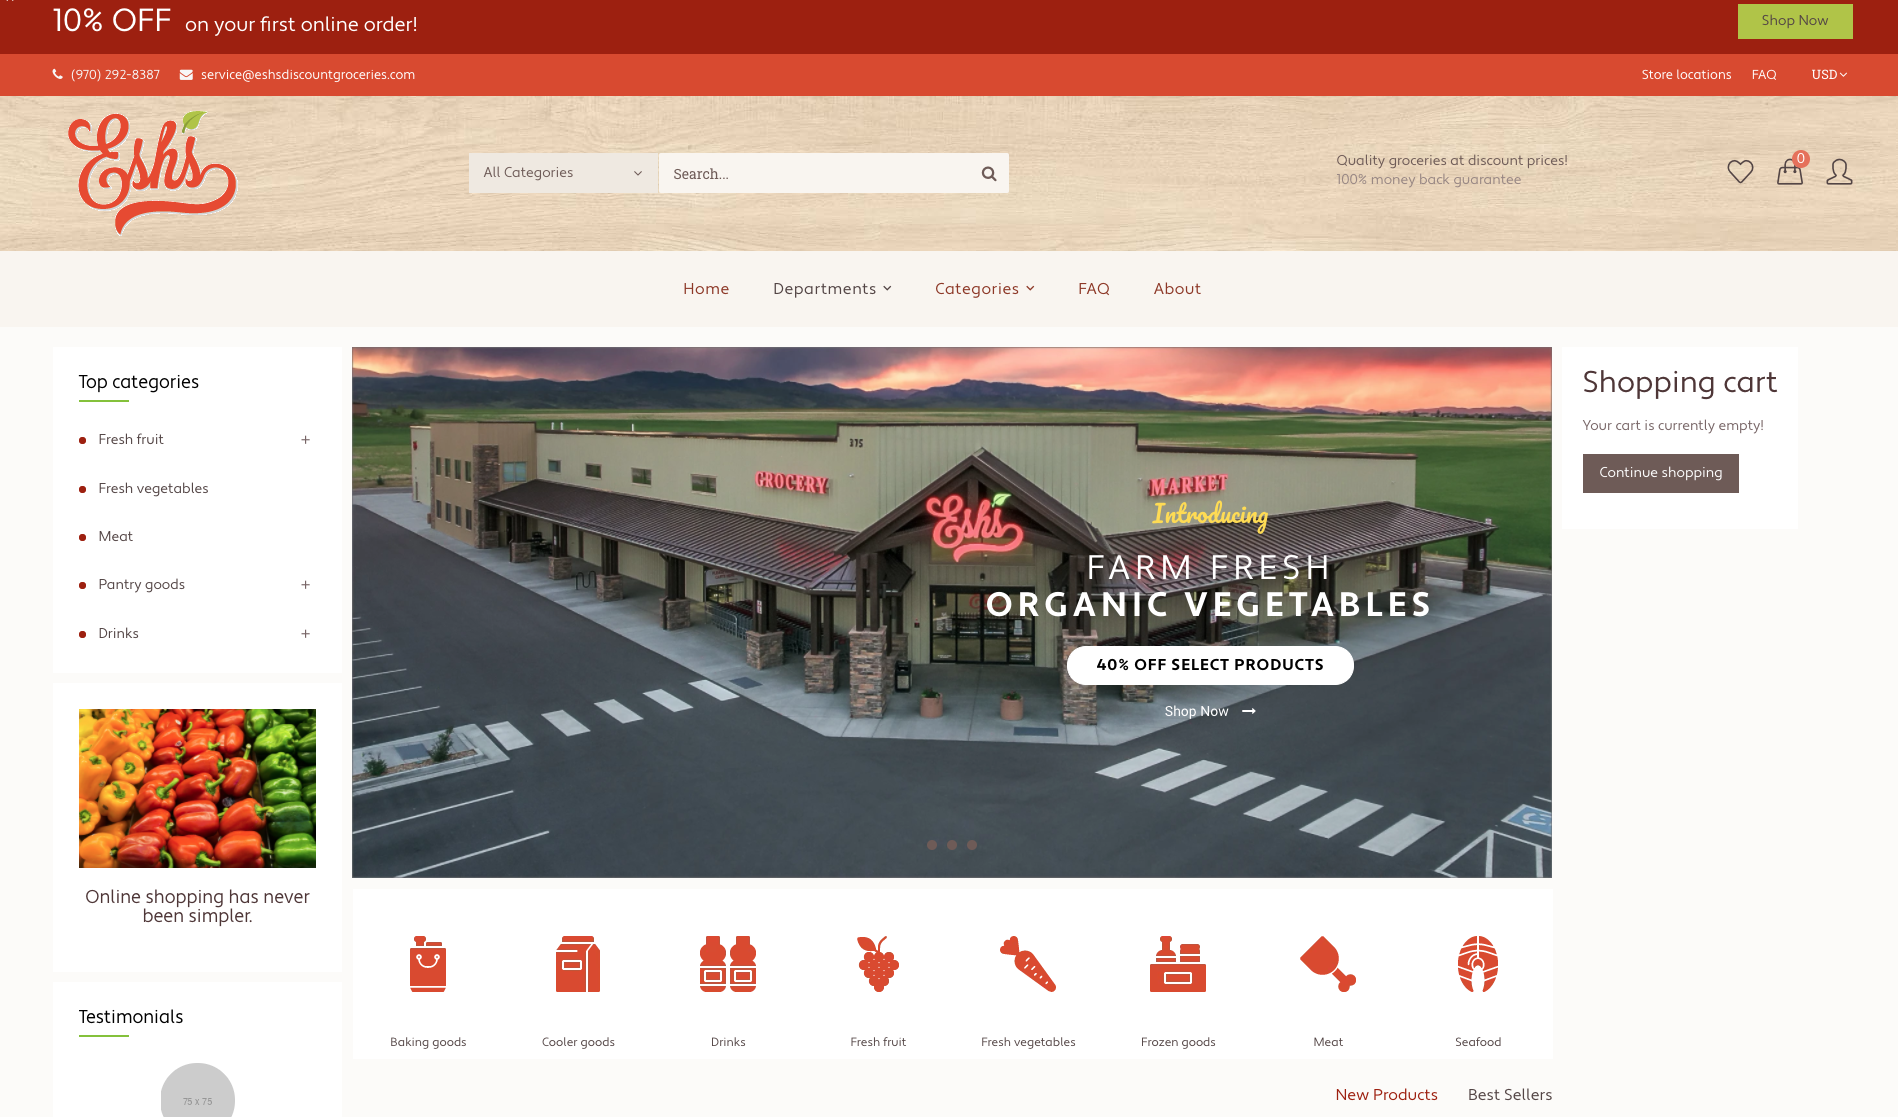 10% OFF on your first online order!
Shop Now
(970) 292-8387 service@eshsdiscountgroceries.com
Store locations FAQ USD
Eshs
All Categories
Search...
Quality groceries at discount prices!
100% money back guarantee
0
Home Departments Categories FAQ About
Top categories
Fresh fruit +
Fresh vegetables
Meat
Pantry goods +
Drinks +
Online shopping has never
been simpler.
Testimonials
75 x 75
175
GROCERY
MARKET
Eshs
Introducing
FARM FRESH
ORGANIC VEGETABLES
40% OFF SELECT PRODUCTS
Shop Now
Shopping cart
Your cart is currently empty!
Continue shopping
Baking goods
Cooler goods
Drinks
Fresh fruit
Fresh vegetables
Frozen goods
Meat
Seafood
New Products Best Sellers